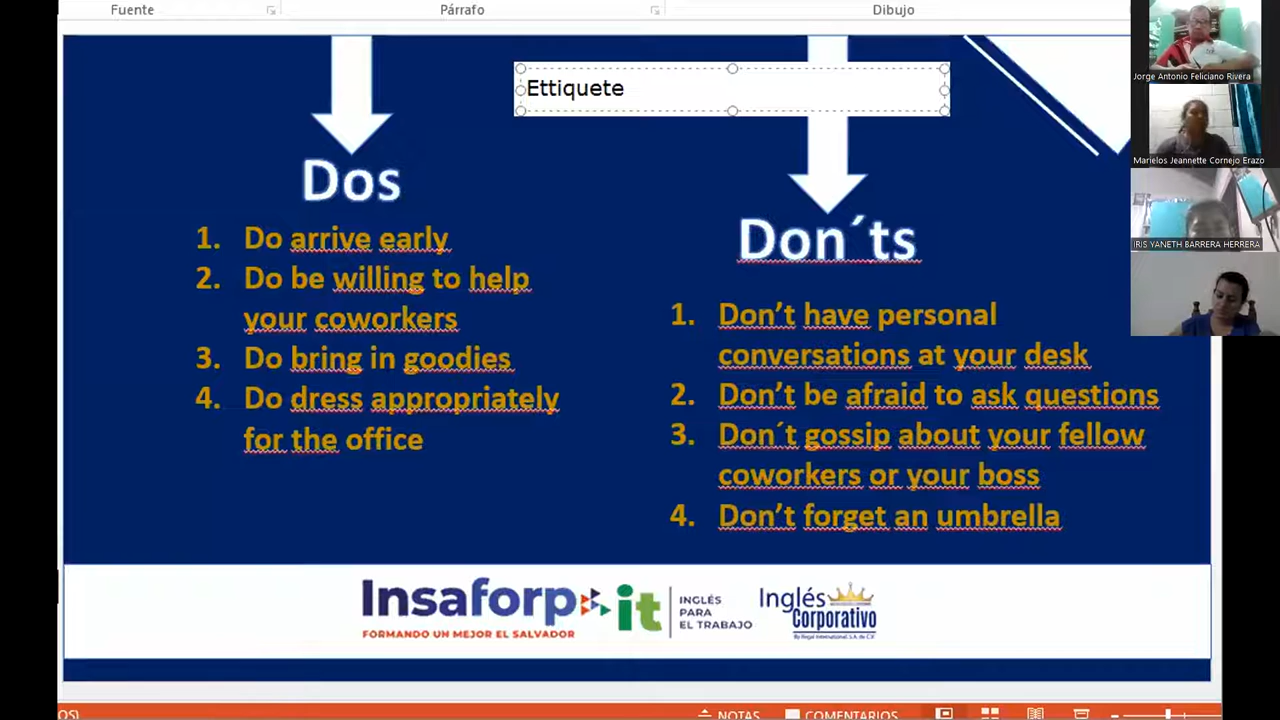 Fuente
Párrafo
Dibujo
Ettiquete
Dos
1. Do arrive early
2. Do be willing to help
your coworkers
3. Do bring in goodies
4. Do dress appropriately
for the office
Don´ts
1. Don’t have personal
conversations at your desk
2. Don’t be afraid to ask questions
3. Don´t gossip about your fellow
coworkers or your boss
4. Don’t forget an umbrella
Jorge Antonio Feliciano Rivera
Marielos Jeannette Cornejo Erazo
IRIS YANETH BARRERA HERRERA
Insaforp it
FORMANDO UN MEJOR EL SALVADOR
INGLÉS
PARA
EL TRABAJO
Inglés
Corporativo
By Regal International, S.A. de C.V.
OS)
NOTAS
COMENTARIOS